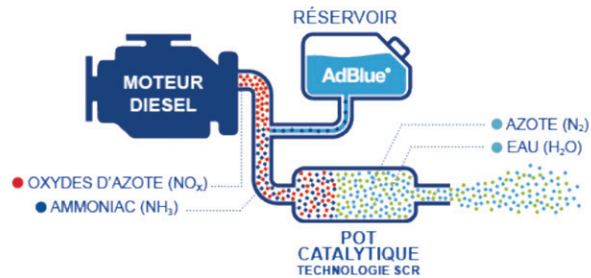 RÉSERVOIR
AdBlue®
MOTEUR
DIESEL
AZOTE (N₂)
EAU (H₂O)
OXYDES D'AZOTE (NOₓ)
AMMONIAC (NH₃)
POT
CATALYTIQUE
TECHNOLOGIE SCR